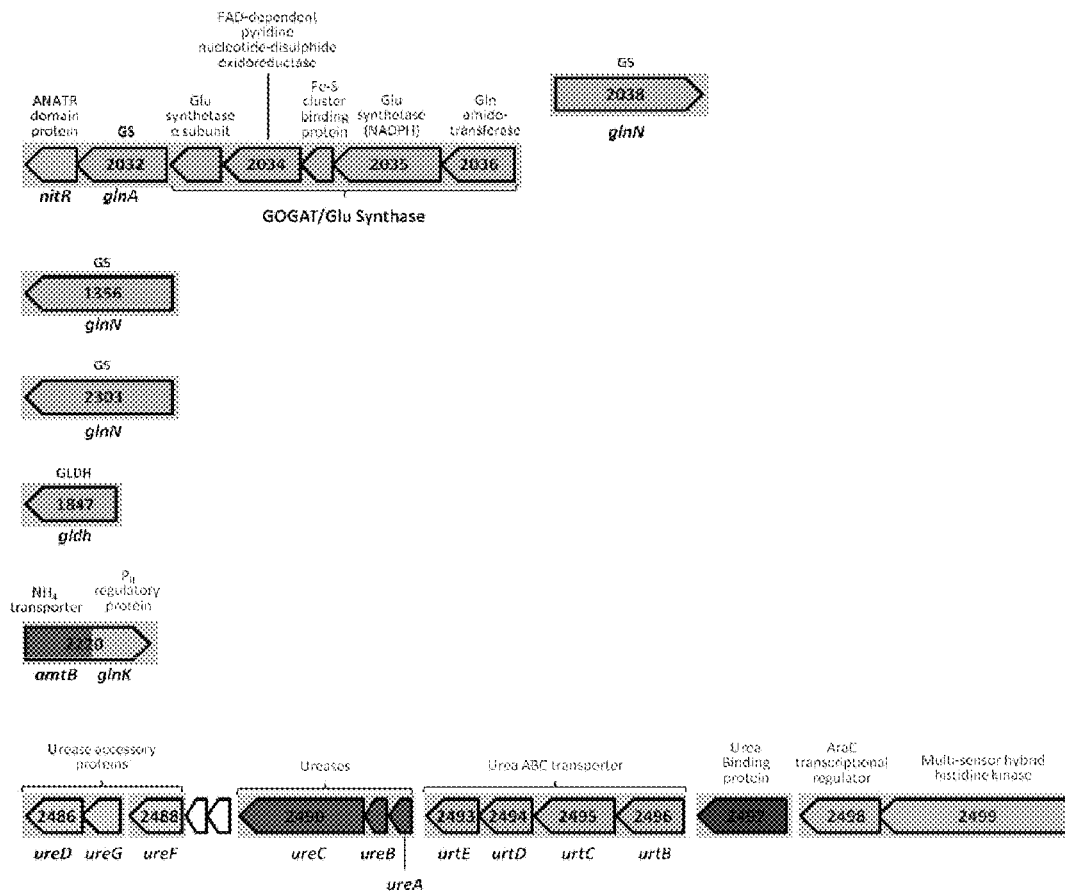 FAD-dependent
pyridine
nucleotide-disulphide
oxidoreductase
ANATR
domain
protein
GS
Glu
synthetase
α subunit
Fe-S
cluster
binding
protein
Glu
synthetase
(NADPH)
Gln
amido-
transferase
GS
2038
glnN
2032
2034
2035
2036
nitR
glnA
GOGAT/Glu Synthase
GS
1356
glnN
GS
2303
glnN
GLDH
1847
gldh
NH4
transporter
PII
regulatory
protein
2220
amtB
glnK
Urease accessory
proteins
Ureases
Urea ABC transporter
Urea
Binding
protein
AraC
transcriptional
regulator
Multi-sensor hybrid
histidine kinase
2486
2488
2490
2493
2494
2495
2496
2497
2498
2499
ureD
ureG
ureF
ureC
ureB
urtE
urtD
urtC
urtB
ureA